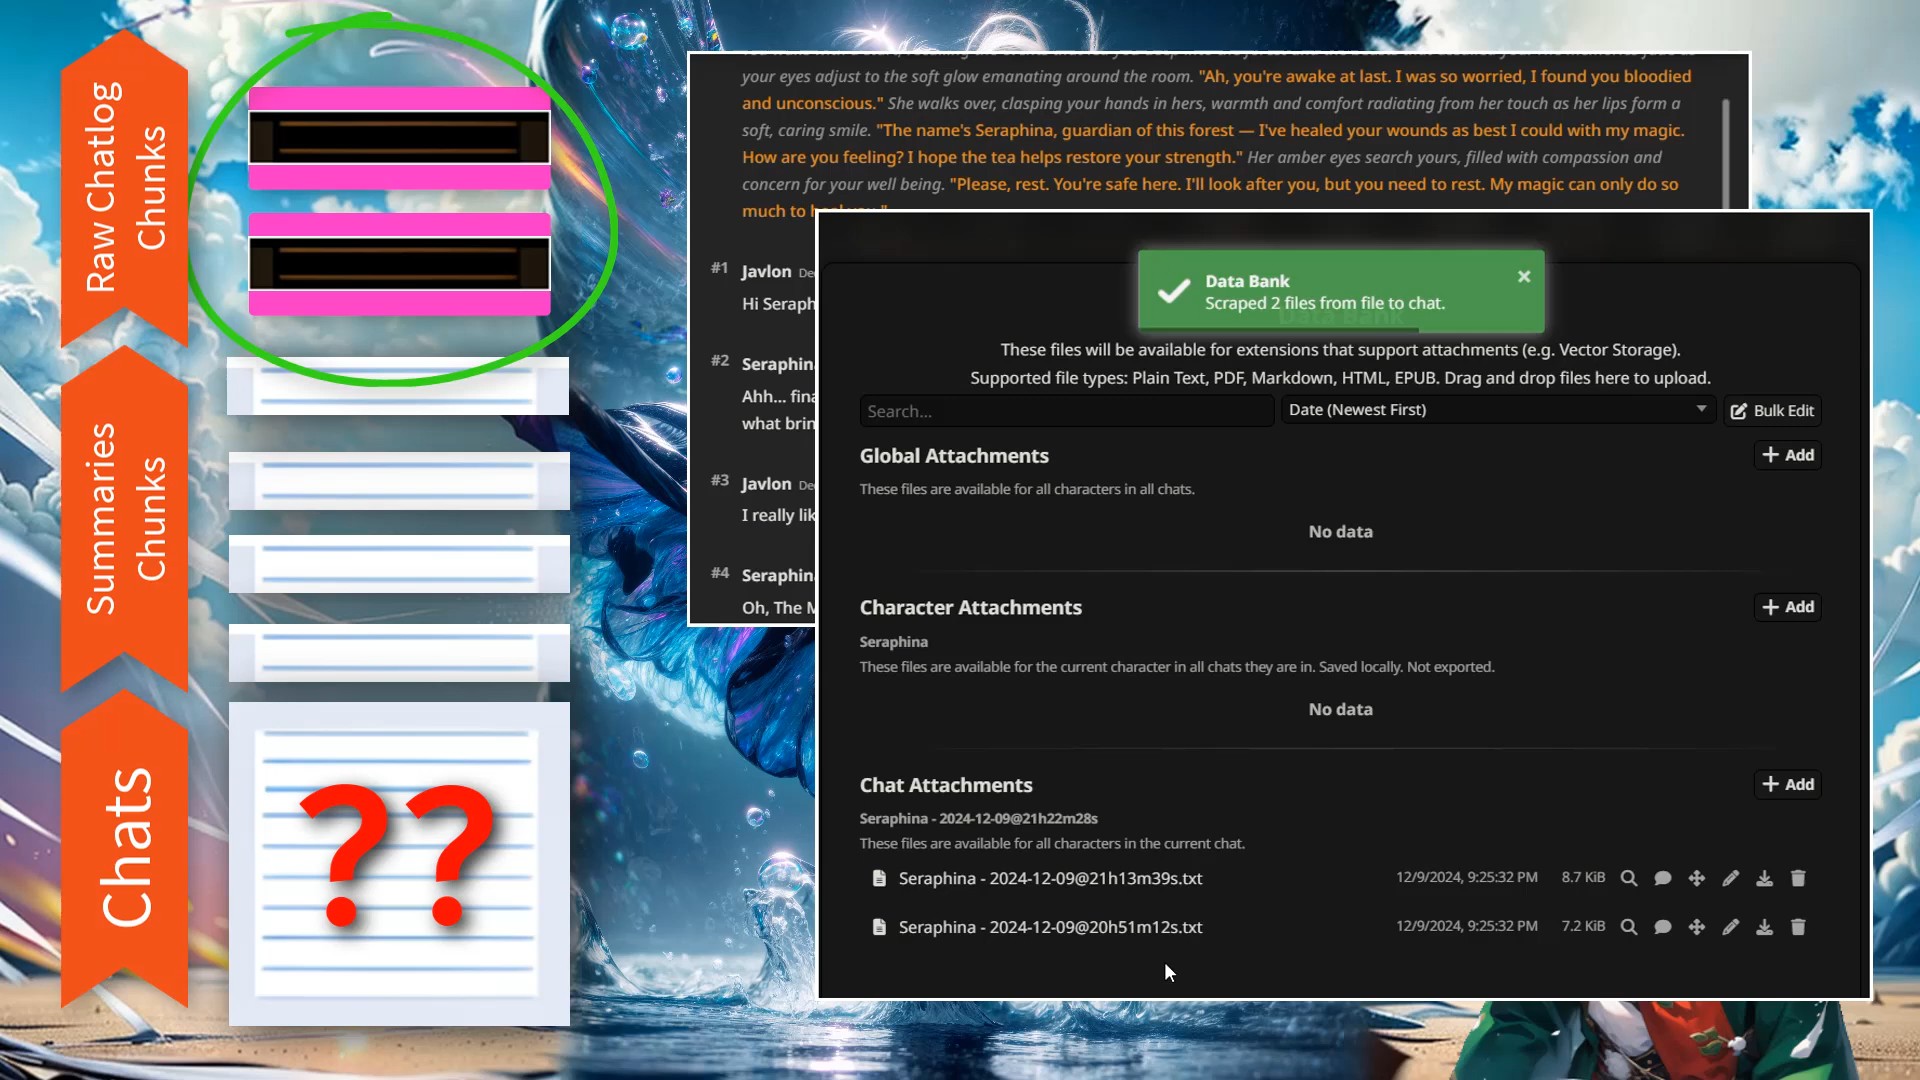 Raw Chatlog
Chunks
Summaries
Chunks
Chats
??
your eyes adjust to the soft glow emanating around the room. "Ah, you're awake at last. I was so worried, I found you bloodied
and unconscious." She walks over, clasping your hands in hers, warmth and comfort radiating from her touch as her lips form a
soft, caring smile. "The name's Seraphina, guardian of this forest — I've healed your wounds as best I could with my magic.
How are you feeling? I hope the tea helps restore your strength." Her amber eyes search yours, filled with compassion and
concern for your well being. "Please, rest. You're safe here. I'll look after you, but you need to rest. My magic can only do so
much to heal you."
#1 Javlon De
Hi Seraph
#2 Seraphin
Ahh... fina
what brin
#3 Javlon De
I really lik
#4 Seraphin
Oh, The M
Data Bank
Scraped 2 files from file to chat.
Data Bank
These files will be available for extensions that support attachments (e.g. Vector Storage).
Supported file types: Plain Text, PDF, Markdown, HTML, EPUB. Drag and drop files here to upload.
Search... Date (Newest First) Bulk Edit
Global Attachments + Add
These files are available for all characters in all chats.
No data
Character Attachments + Add
Seraphina
These files are available for the current character in all chats they are in. Saved locally. Not exported.
No data
Chat Attachments + Add
Seraphina - 2024-12-09@21h22m28s
These files are available for all characters in the current chat.
Seraphina - 2024-12-09@21h13m39s.txt 12/9/2024, 9:25:32 PM 8.7 KiB
Seraphina - 2024-12-09@20h51m12s.txt 12/9/2024, 9:25:32 PM 7.2 KiB